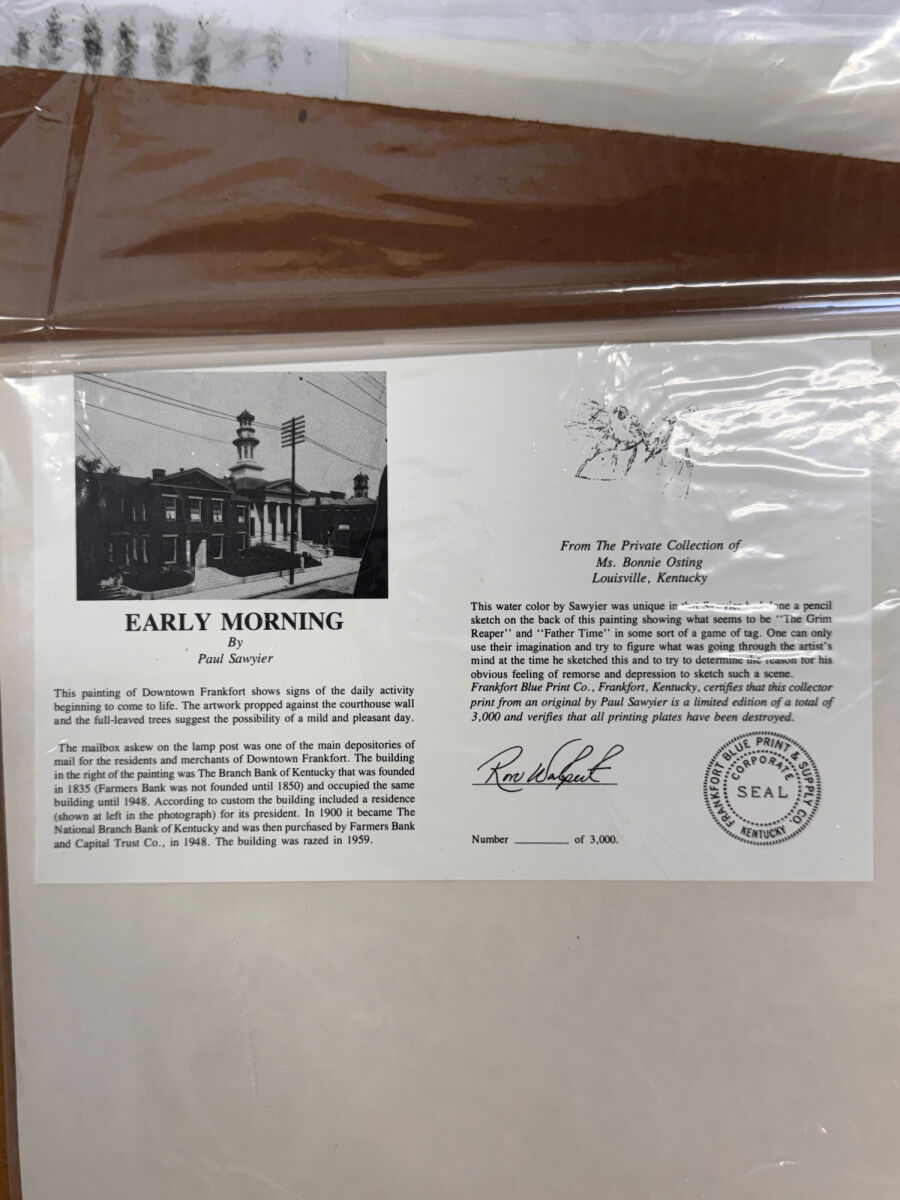 EARLY MORNING
By
Paul Sawyier
This painting of Downtown Frankfort shows signs of the daily activity
beginning to come to life. The artwork propped against the courthouse wall
and the full-leaved trees suggest the possibility of a mild and pleasant day.
The mailbox askew on the lamp post was one of the main depositories of
mail for the residents and merchants of Downtown Frankfort. The building
in the right of the painting was The Branch Bank of Kentucky that was founded
in 1835 (Farmers Bank was not founded until 1850) and occupied the same
building until 1948. According to custom the building included a residence
(shown at left in the photograph) for its president. In 1900 it became The
National Branch Bank of Kentucky and was then purchased by Farmers Bank
and Capital Trust Co., in 1948. The building was razed in 1959.
From The Private Collection of
Ms. Bonnie Osting
Louisville, Kentucky
This water color by Sawyier was unique in that Sawyier had done a pencil
sketch on the back of this painting showing what seems to be "The Grim
Reaper" and "Father Time" in some sort of a game of tag. One can only
use their imagination and try to figure what was going through the artist's
mind at the time he sketched this and to try to determine the reason for his
obvious feeling of remorse and depression to sketch such a scene.
Frankfort Blue Print Co., Frankfort, Kentucky, certifies that this collector
print from an original by Paul Sawyier is a limited edition of a total of
3,000 and verifies that all printing plates have been destroyed.
Number ________ of 3,000.
FRANKFORT BLUE PRINT & SUPPLY CO.
CORPORATE
SEAL
KENTUCKY